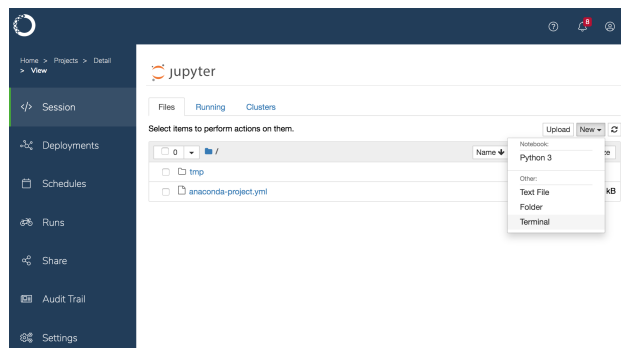 8
Home > Projects > Detail
> View
Session
Deployments
Schedules
Runs
Share
Audit Trail
Settings
jupyter
Files Running Clusters
Select items to perform actions on them.
Upload New
0 / Name
tmp
anaconda-project.yml kB
Notebook:
Python 3
Other:
Text File
Folder
Terminal